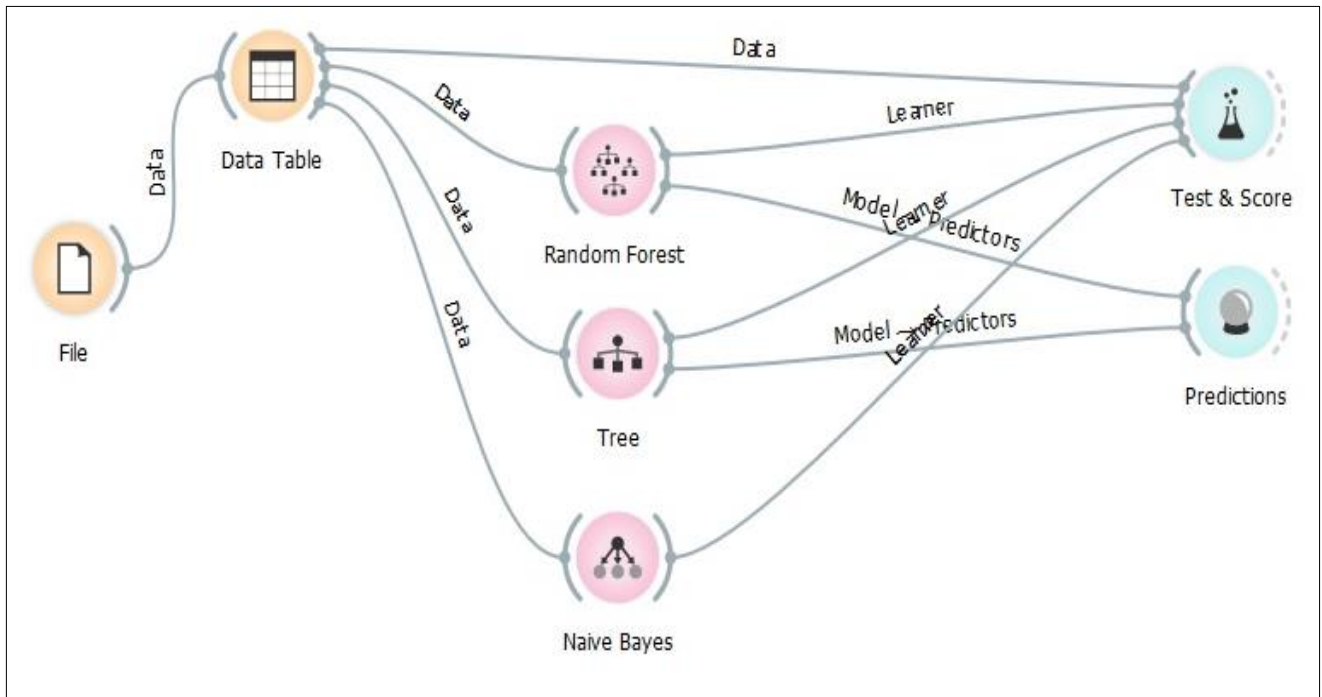 Data
Data Table
Data
Data
Data
Data
File
Random Forest
Tree
Naive Bayes
Learner
Model → Predictors
Learner
Model → Predictors
Learner
Test & Score
Predictions